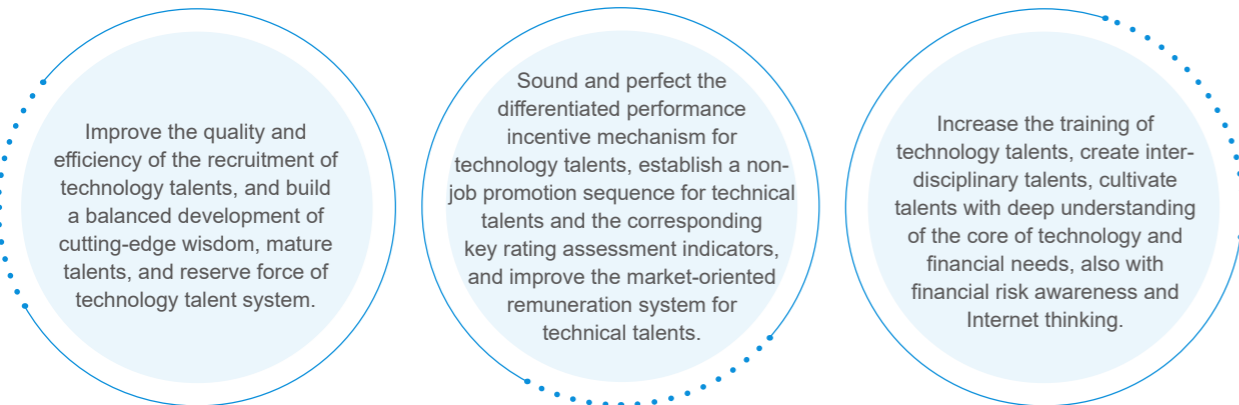 Improve the quality and
efficiency of the recruitment of
technology talents, and build
a balanced development of
cutting-edge wisdom, mature
talents, and reserve force of
technology talent system.
Sound and perfect the
differentiated performance
incentive mechanism for
technology talents, establish a non-
job promotion sequence for technical
talents and the corresponding
key rating assessment indicators,
and improve the market-oriented
remuneration system for
technical talents.
Increase the training of
technology talents, create inter-
disciplinary talents, cultivate
talents with deep understanding
of the core of technology and
financial needs, also with
financial risk awareness and
Internet thinking.